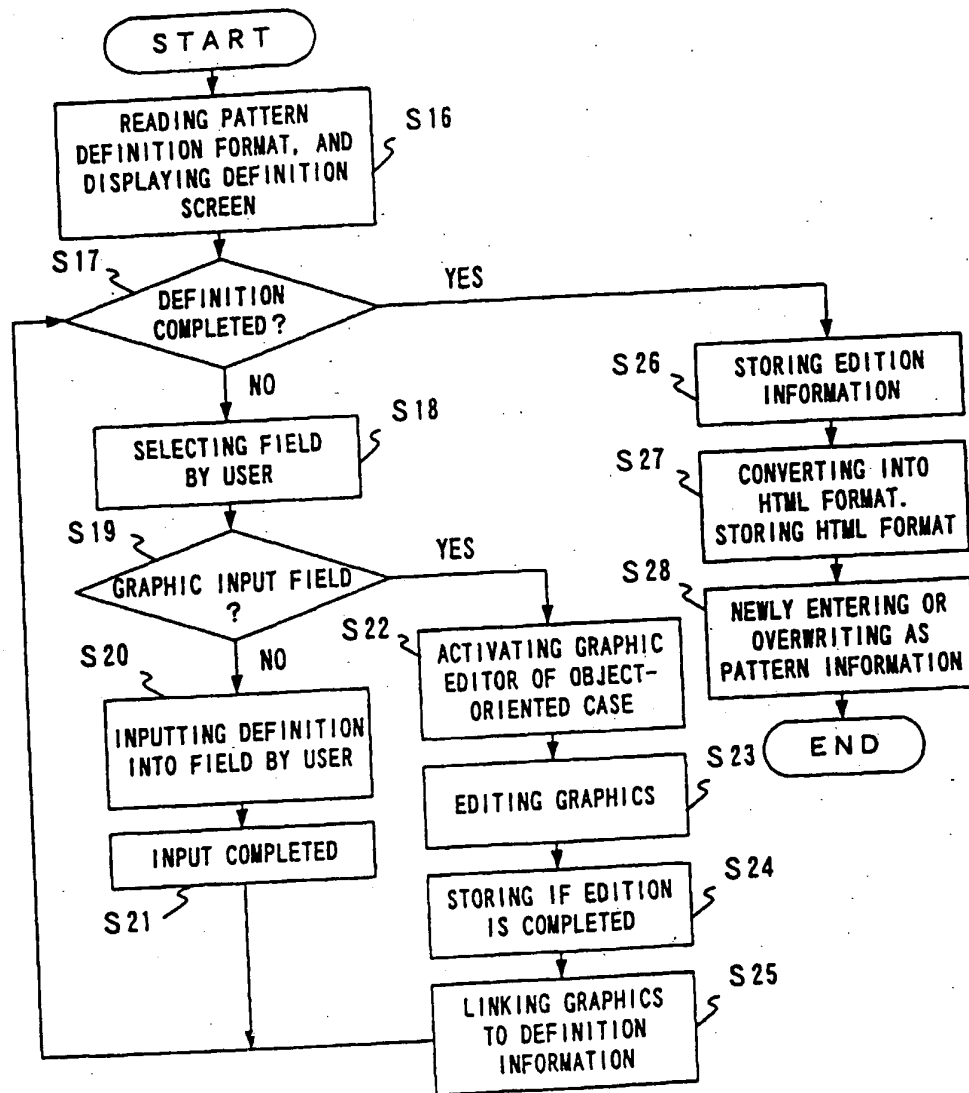 START
READING PATTERN
DEFINITION FORMAT, AND
DISPLAYING DEFINITION
SCREEN
S16
S17
DEFINITION
COMPLETED?
YES
NO
S18
SELECTING FIELD
BY USER
S19
GRAPHIC INPUT FIELD
?
YES
NO
S20
INPUTTING DEFINITION
INTO FIELD BY USER
INPUT COMPLETED
S21
S22
ACTIVATING GRAPHIC
EDITOR OF OBJECT-
ORIENTED CASE
S23
EDITING GRAPHICS
S24
STORING IF EDITION
IS COMPLETED
S25
LINKING GRAPHICS
TO DEFINITION
INFORMATION
S26
STORING EDITION
INFORMATION
S27
CONVERTING INTO
HTML FORMAT.
STORING HTML FORMAT
S28
NEWLY ENTERING OR
OVERWRITING AS
PATTERN INFORMATION
END